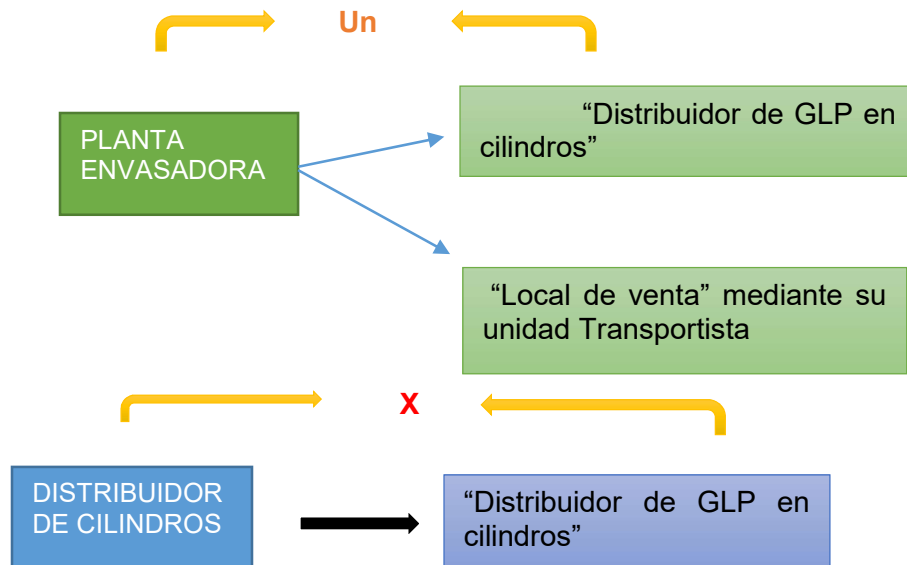 Un
PLANTA
ENVASADORA
“Distribuidor de GLP en
cilindros”
“Local de venta” mediante su
unidad Transportista
X
DISTRIBUIDOR
DE CILINDROS
“Distribuidor de GLP en
cilindros”